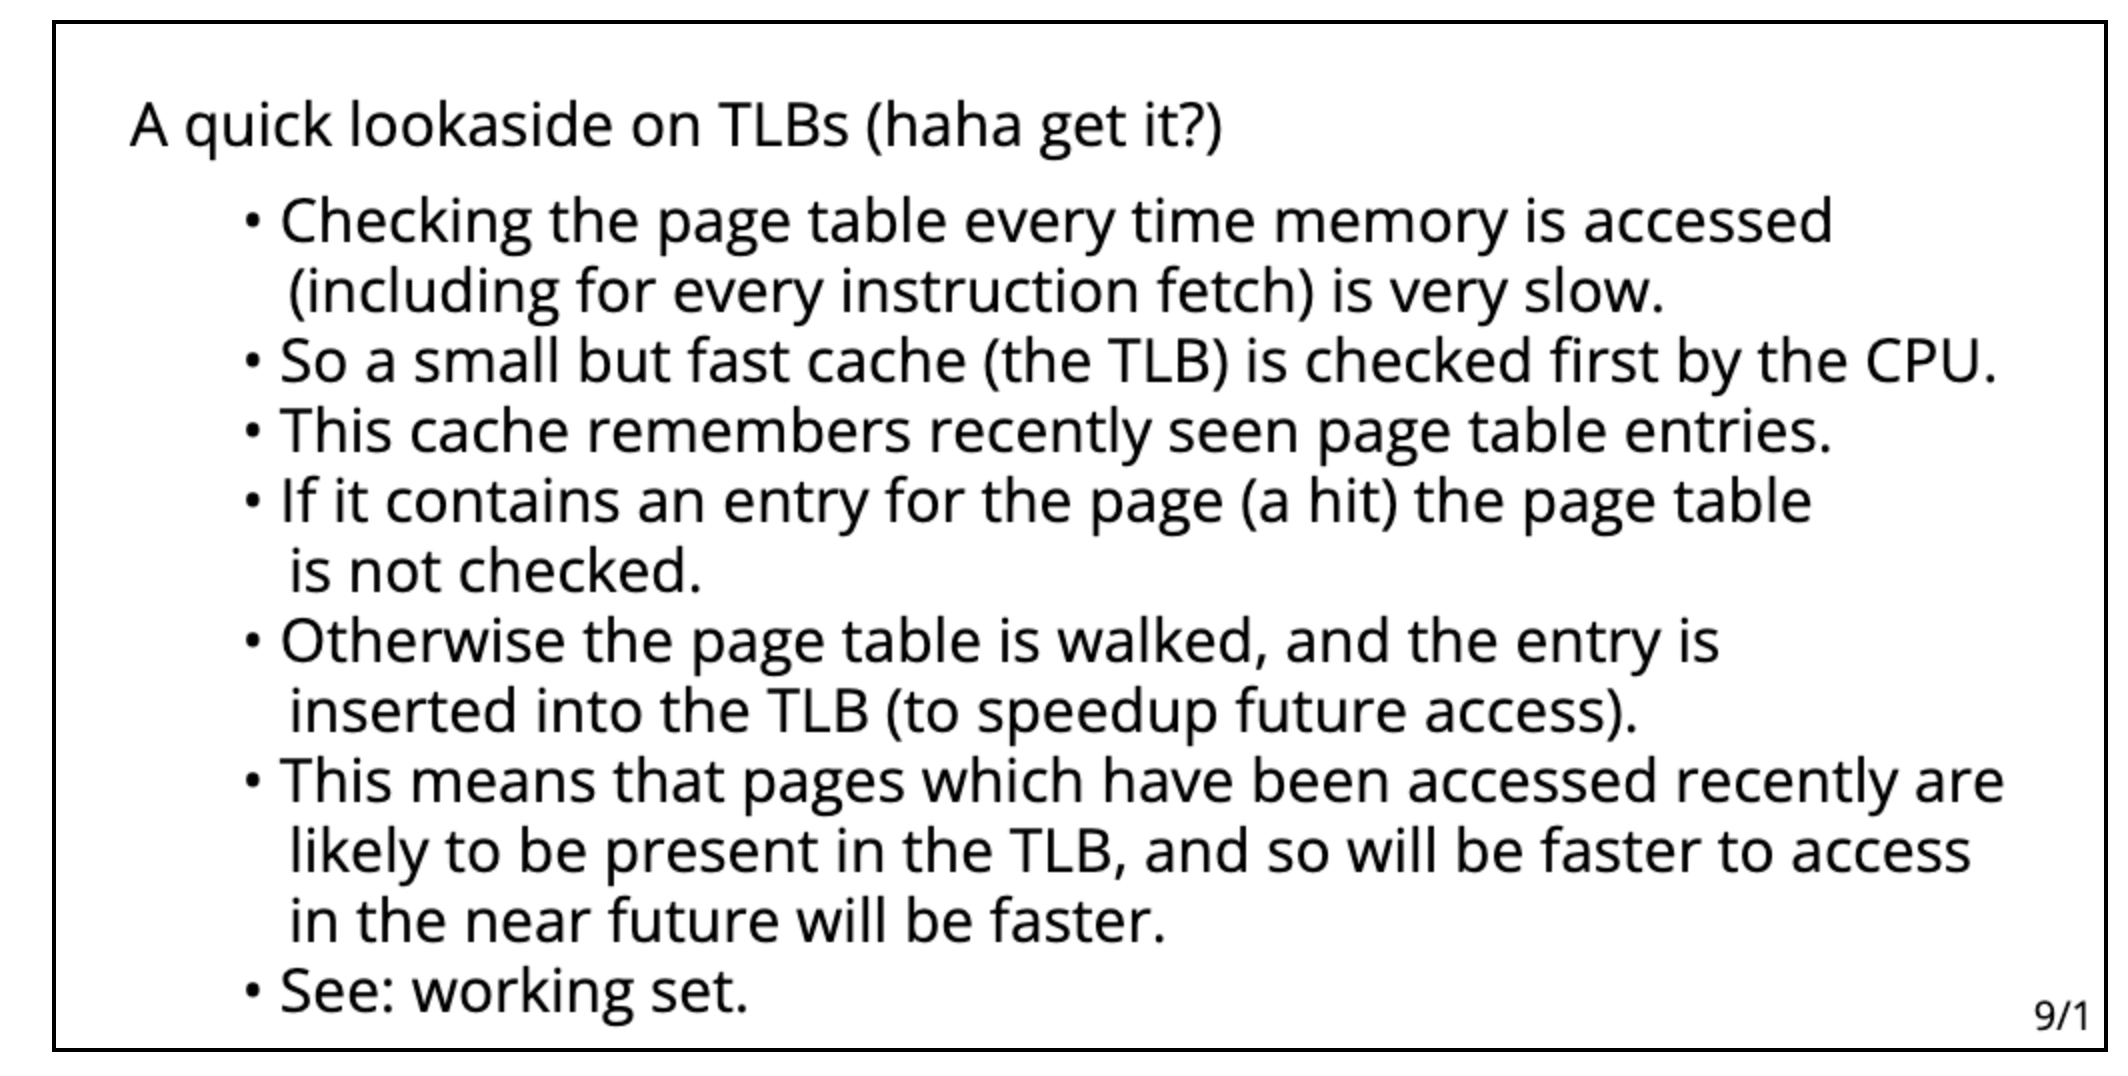 A quick lookaside on TLBs (haha get it?)
• Checking the page table every time memory is accessed
(including for every instruction fetch) is very slow.
• So a small but fast cache (the TLB) is checked first by the CPU.
• This cache remembers recently seen page table entries.
• If it contains an entry for the page (a hit) the page table
is not checked.
• Otherwise the page table is walked, and the entry is
inserted into the TLB (to speedup future access).
• This means that pages which have been accessed recently are
likely to be present in the TLB, and so will be faster to access
in the near future will be faster.
• See: working set.
9/1